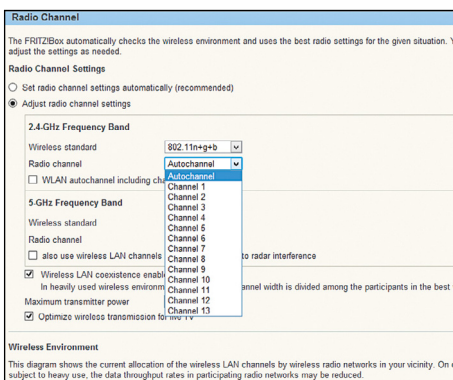 Radio Channel
The FRITZ!Box automatically checks the wireless environment and uses the best radio settings for the given situation. Y
adjust the settings as needed.
Radio Channel Settings
Set radio channel settings automatically (recommended)
Adjust radio channel settings
2.4-GHz Frequency Band
Wireless standard 802.11n+g+b
Radio channel Autochannel
Autochannel
WLAN autochannel including cha
Channel 1
Channel 2
5-GHz Frequency Band
Channel 3
Channel 4
Wireless standard
Channel 5
Channel 6
Radio channel
Channel 7
also use wireless LAN channels to radar interference
Channel 8
Channel 9
Wireless LAN coexistence enabl
Channel 10
In heavily used wireless environm annel width is divided among the participants in the best
Channel 11
Maximum transmitter power
Channel 12
Channel 13
Optimize wireless transmission for live TV
Wireless Environment
This diagram shows the current allocation of the wireless LAN channels by wireless radio networks in your vicinity. On
subject to heavy use, the data throughput rates in participating radio networks may be reduced.